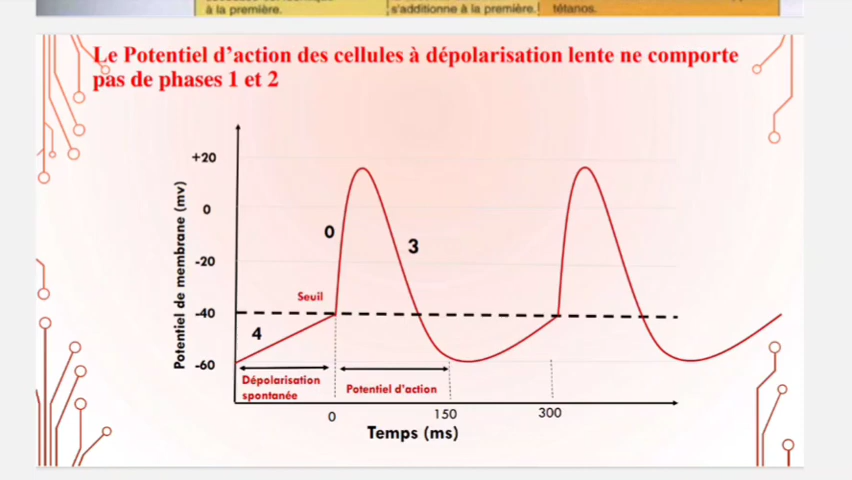 à la première.
s'additionne à la première.
tétanos.
Le Potentiel d'action des cellules à dépolarisation lente ne comporte
pas de phases 1 et 2
Potentiel de membrane (mv)
+20
0
-20
-40
-60
0
3
Seuil
4
Dépolarisation
spontanée
Potentiel d'action
0
150
300
Temps (ms)